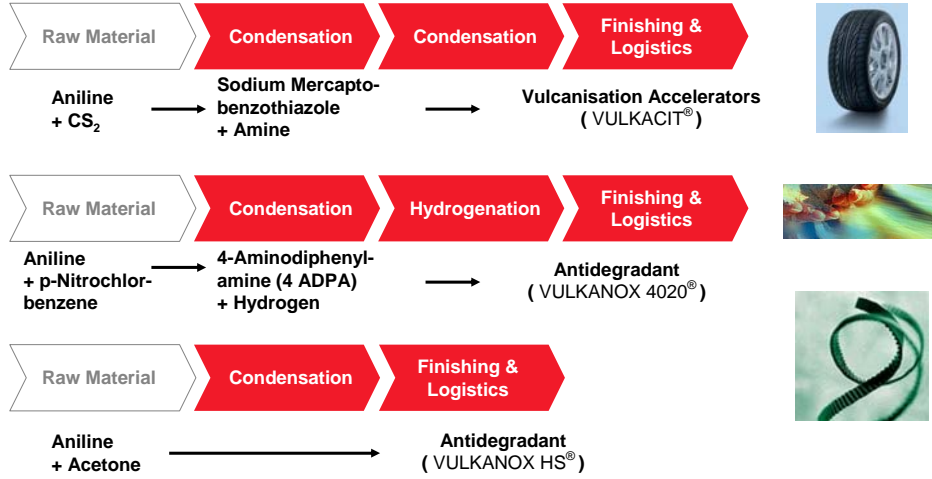 Raw Material
Condensation
Condensation
Finishing &
Logistics
Aniline
+ CS₂
Sodium Mercapto-
benzothiazole
+ Amine
Vulcanisation Accelerators
( VULKACIT® )
Raw Material
Condensation
Hydrogenation
Finishing &
Logistics
Aniline
+ p-Nitrochlor-
benzene
4-Aminodiphenyl-
amine (4 ADPA)
+ Hydrogen
Antidegradant
( VULKANOX 4020® )
Raw Material
Condensation
Finishing &
Logistics
Aniline
+ Acetone
Antidegradant
( VULKANOX HS® )